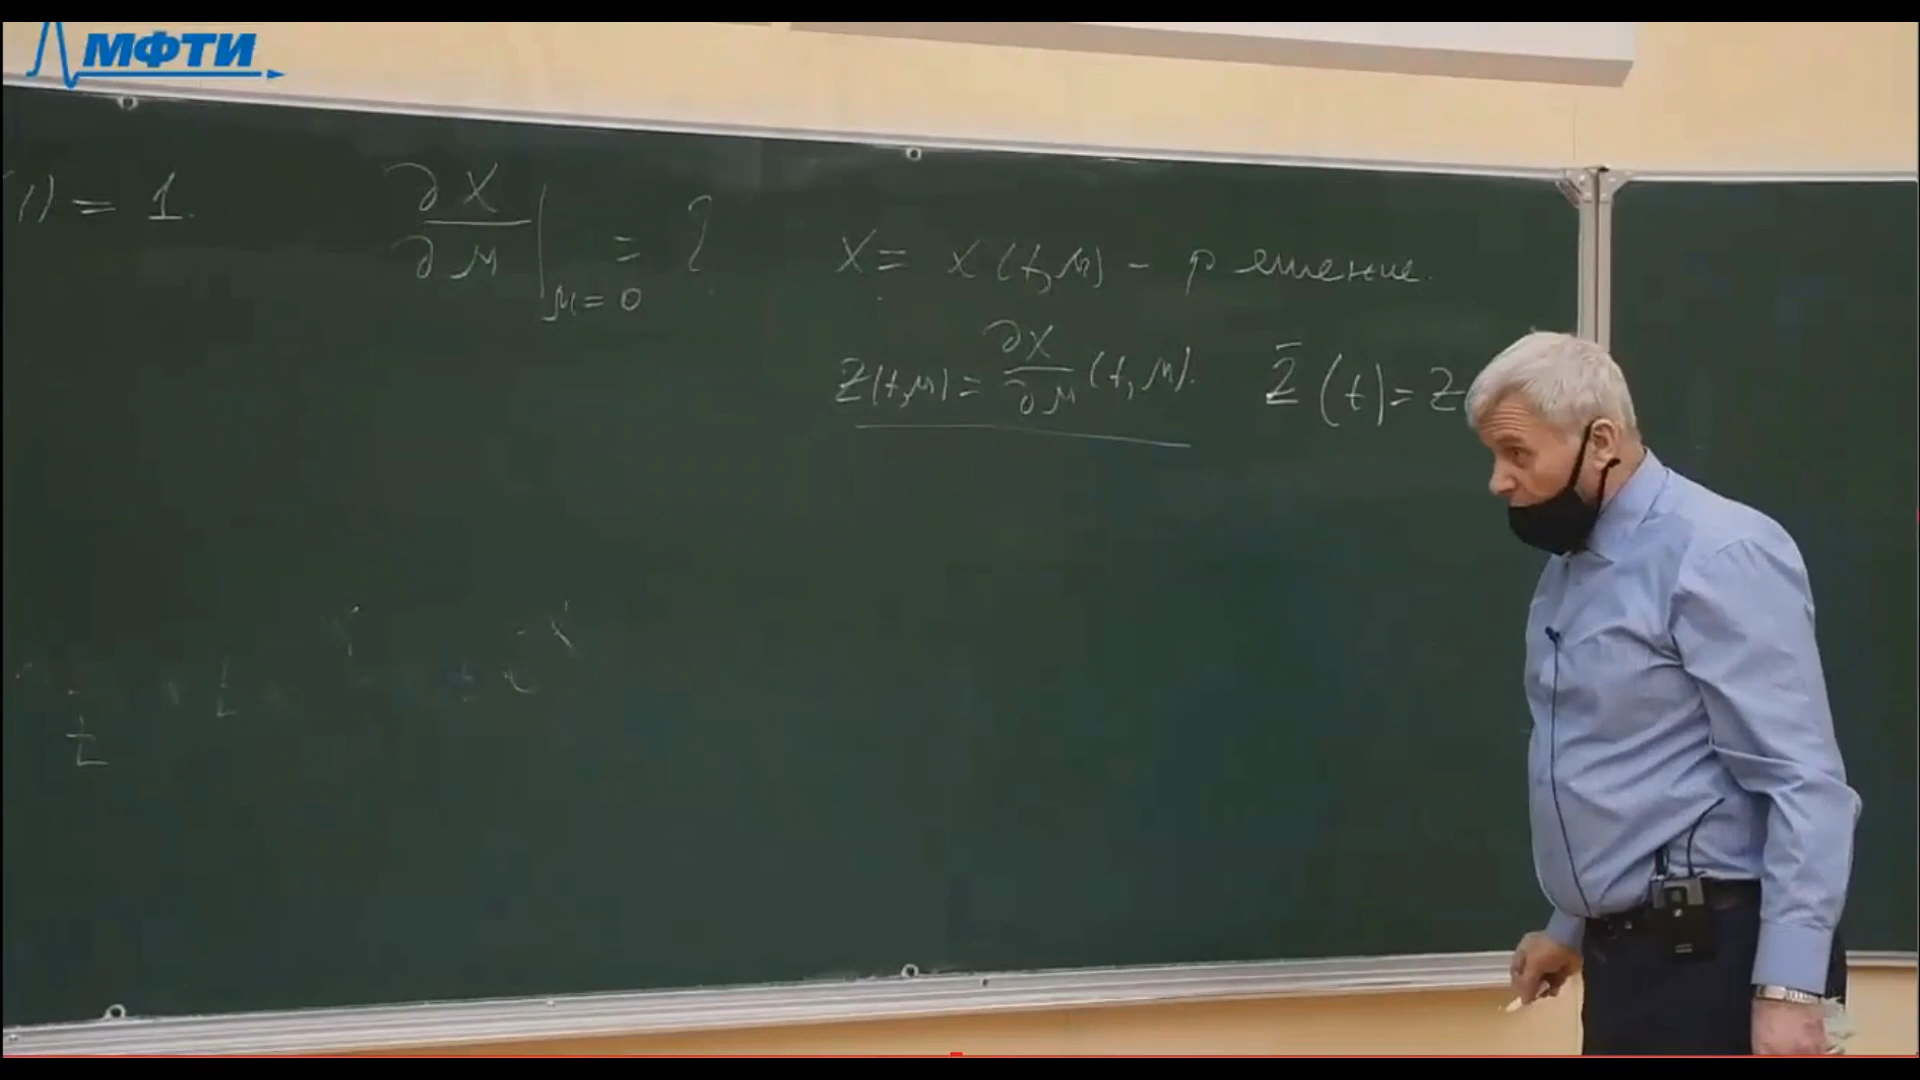 МФТИ
1) = 1.
∂x/∂μ |μ=0 = ?
x = x(t,μ) - решение.
z(t,μ) = ∂x/∂μ (t,μ).
z̄(t) = z